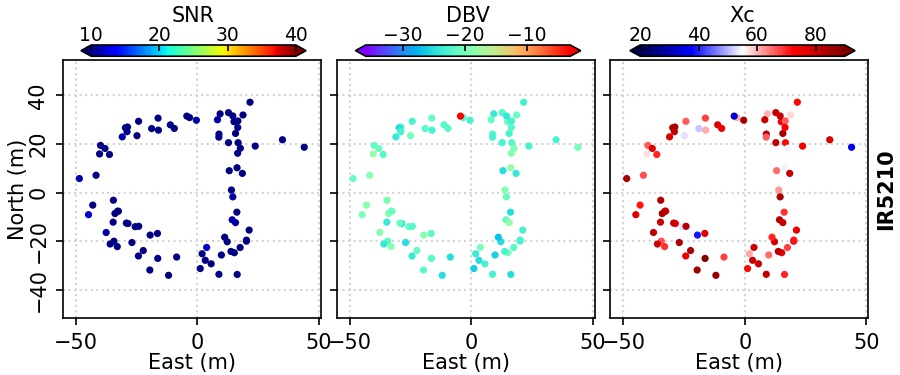 SNR DBV Xc
10 20 30 40 −30 −20 −10 20 40 60 80
40
20
0
−20
−40
North (m)
−50 0 50 −50 0 50 −50 0 50
East (m) East (m) East (m)
IR5210